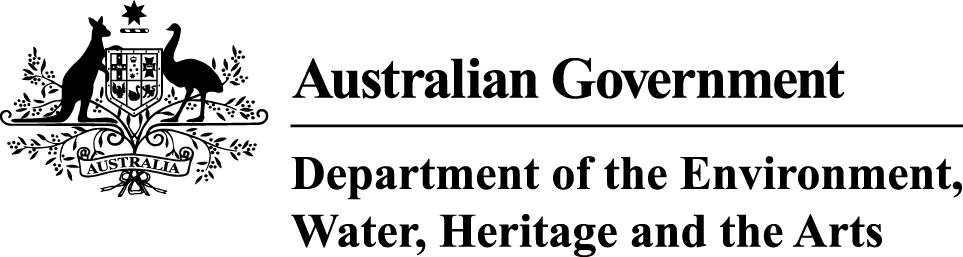 Australian Government
Department of the Environment,
Water, Heritage and the Arts
AUSTRALIA